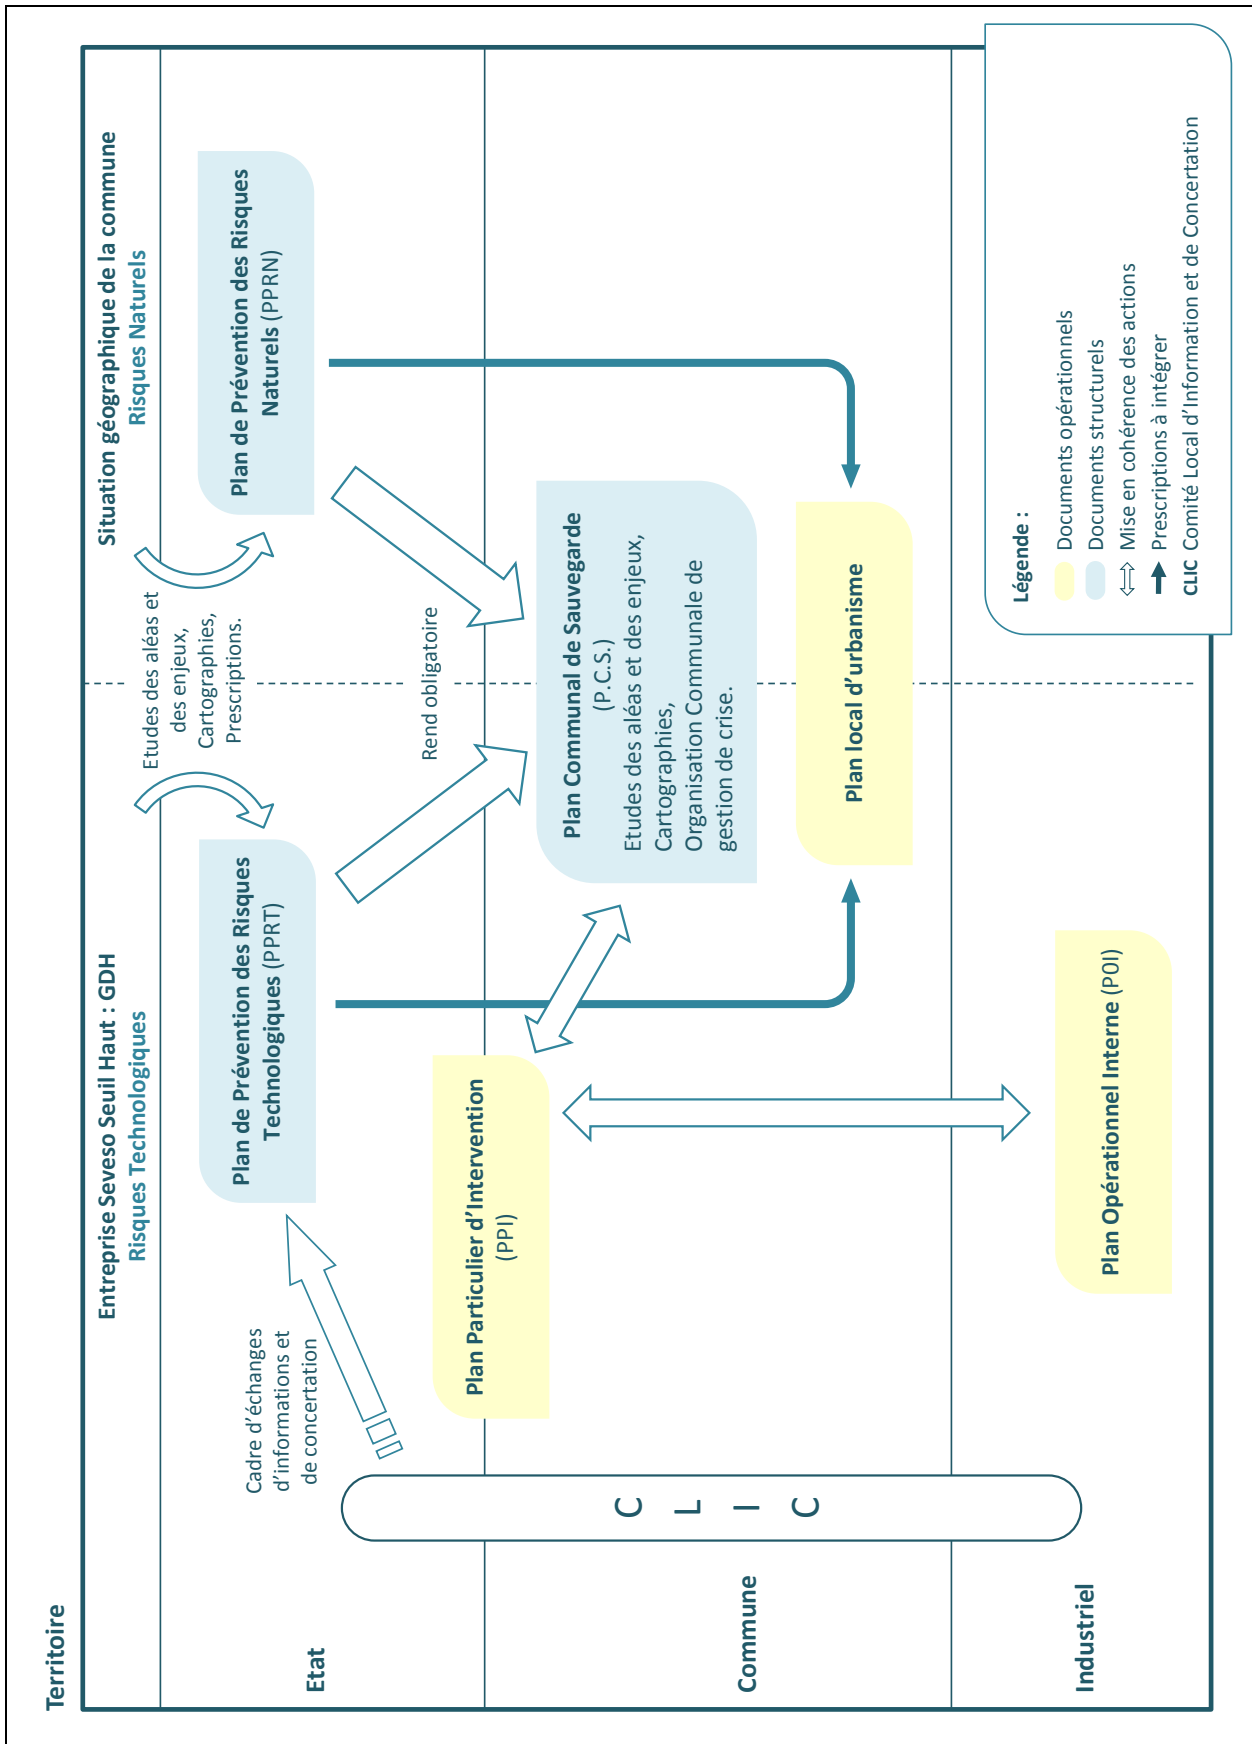 Territoire
Entreprise Seveso Seuil Haut : GDH
Risques Technologiques
Situation géographique de la commune
Risques Naturels
Etat
Cadre d'échanges
d'informations et
de concertation
Plan de Prévention des Risques
Technologiques (PPRT)
Etudes des aléas et
des enjeux,
Cartographies,
Prescriptions.
Plan de Prévention des Risques
Naturels (PPRN)
Rend obligatoire
Plan Particulier d'Intervention
(PPI)
Commune
C
L
I
C
Plan Communal de Sauvegarde
(P.C.S.)
Etudes des aléas et des enjeux,
Cartographies,
Organisation Communale de
gestion de crise.
Plan local d'urbanisme
Industriel
Plan Opérationnel Interne (P0I)
Légende :
Documents opérationnels
Documents structurels
Mise en cohérence des actions
Prescriptions à intégrer
CLIC Comité Local d'Information et de Concertation